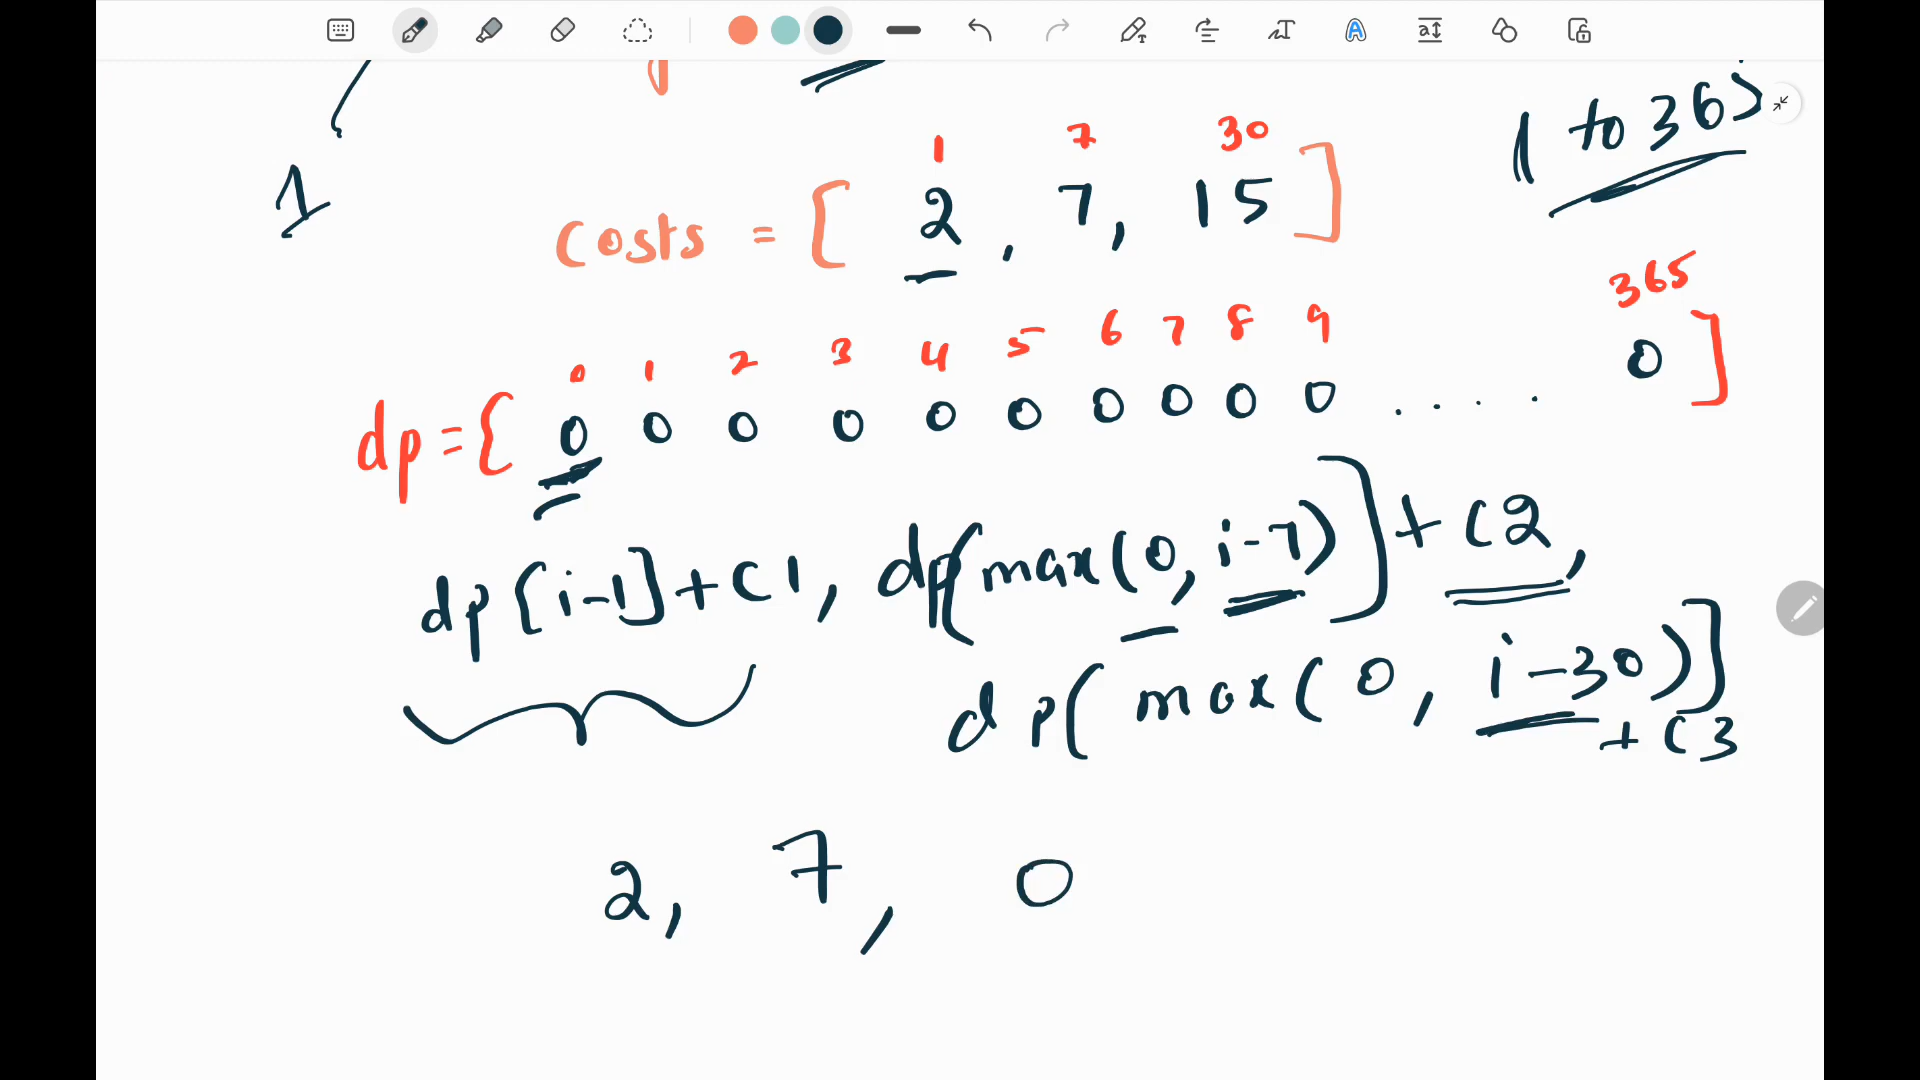 1 to 365
1 7 30
1
costs = [ 2 , 7 , 15 ]
365
0 1 2 3 4 5 6 7 8 9
dp = [ 0 0 0 0 0 0 0 0 0 0 . . . . 0 ]
dp[i-1]+C1, dp[max(0, i-7)]+C2,
dp[max(0, i-30)]
+C3
2, 7, 0